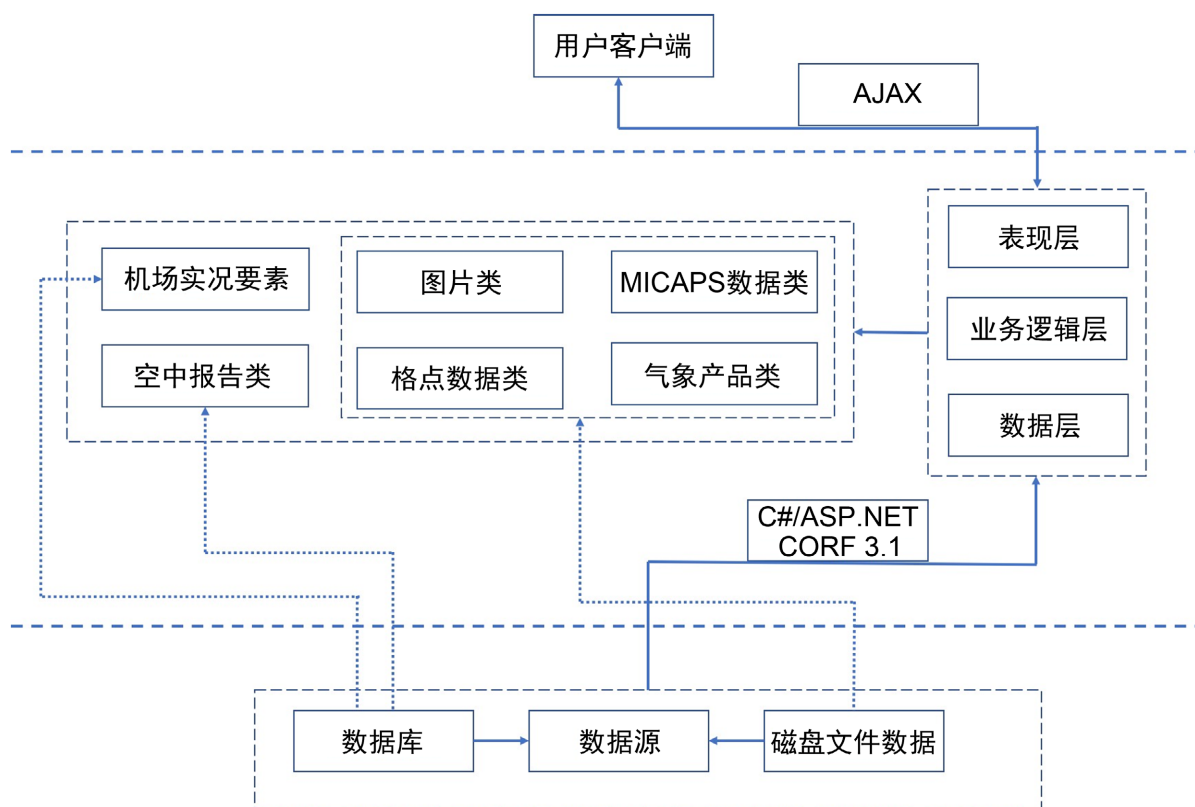 用户客户端
AJAX
表现层
机场实况要素
图片类
MICAPS数据类
业务逻辑层
空中报告类
格点数据类
气象产品类
数据层
C#/ASP.NET
CORF 3.1
数据库
数据源
磁盘文件数据